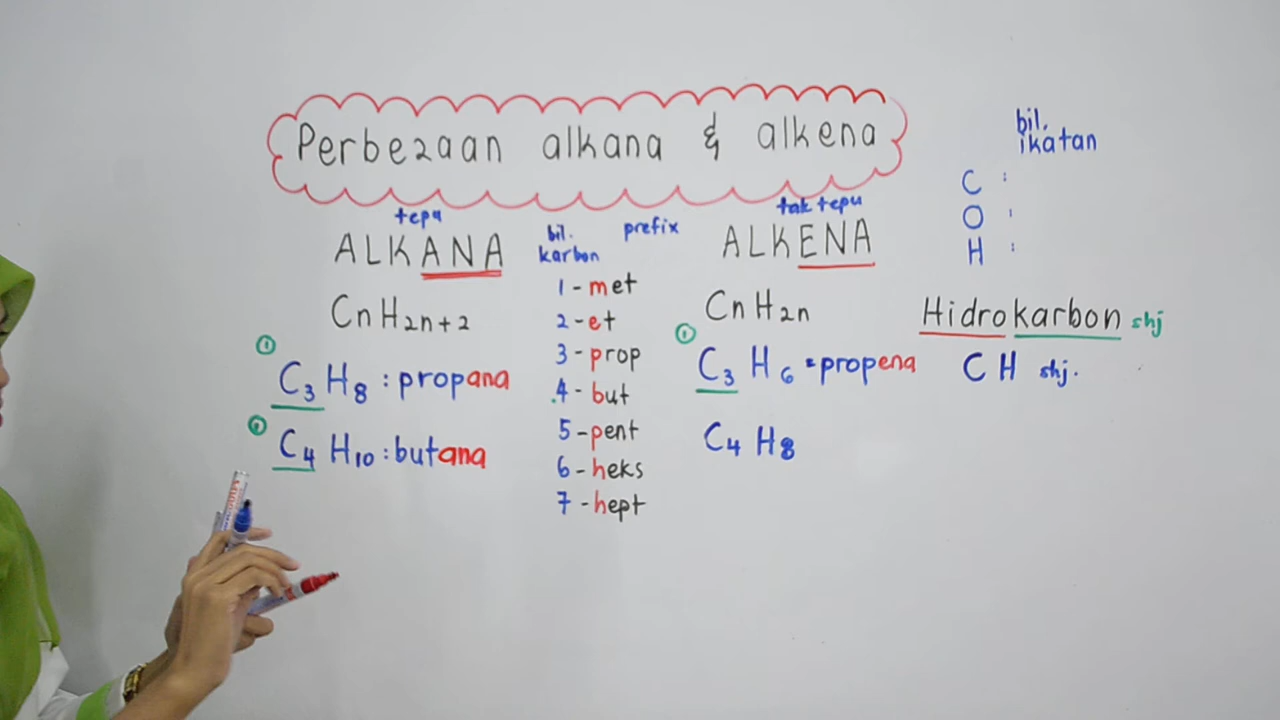 Perbezaan alkana & alkena
tepu
ALKANA
CnH2n+2
① C3H8 : propana
② C4H10 : butana
bil. karbon
prefix
1 - met
2 - et
3 - prop
4 - but
5 - pent
6 - heks
7 - hept
tak tepu
ALKENA
CnH2n
① C3H6 : propena
C4H8
bil. ikatan
C :
O :
H :
Hidrokarbon shj
CH shj.